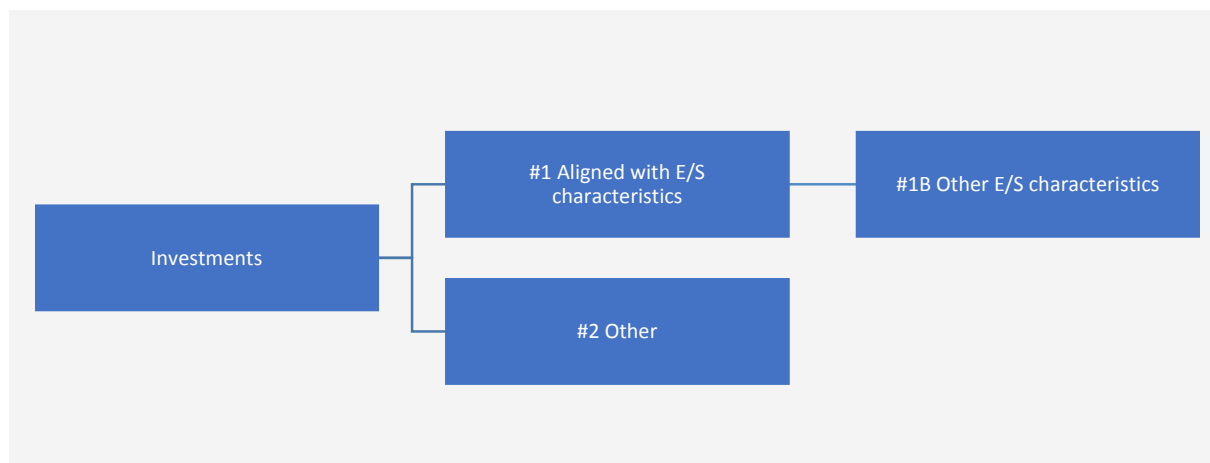 #1 Aligned with E/S
characteristics
#1B Other E/S characteristics
Investments
#2 Other